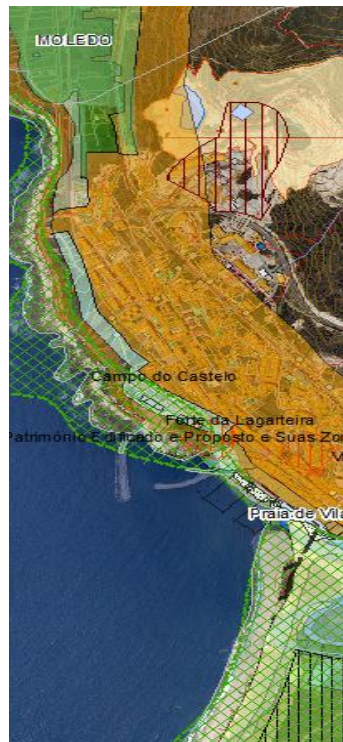 MOLEDO
Campo do Castelo
Forte da Lagarteira
Património Edificado e Proposto e Suas Zon
V
Praia de Vila